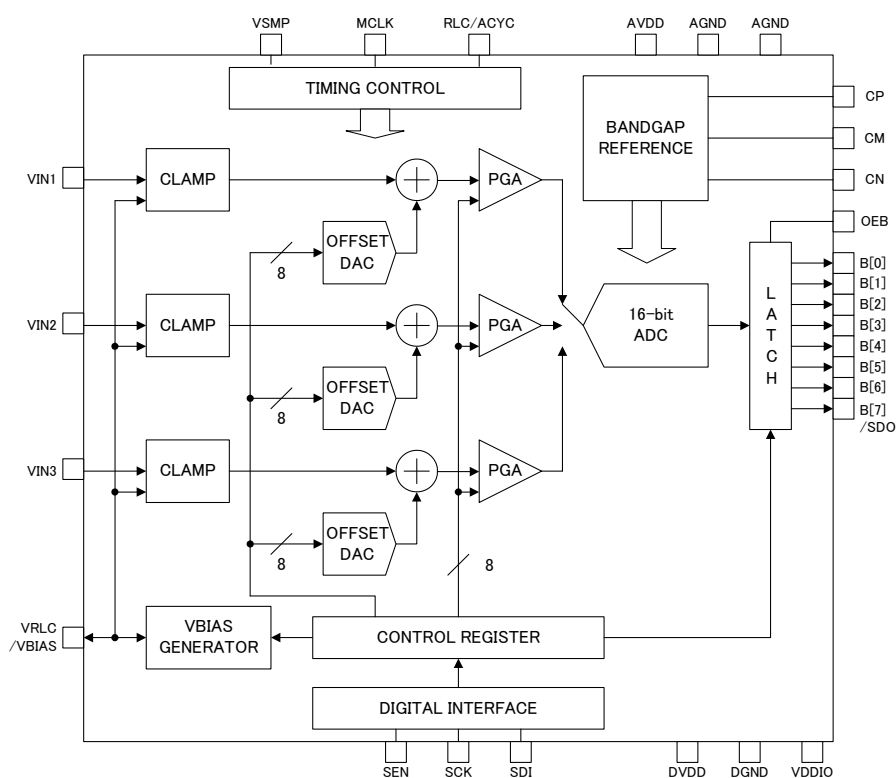 VSMP MCLK RLC/ACYC AVDD AGND AGND
TIMING CONTROL
BANDGAP
REFERENCE
CP
CM
CN
OEB
VIN1
CLAMP
PGA
OFFSET
DAC
8
VIN2
CLAMP
PGA
OFFSET
DAC
8
VIN3
CLAMP
PGA
OFFSET
DAC
8
8
16-bit
ADC
L
A
T
C
H
B[0]
B[1]
B[2]
B[3]
B[4]
B[5]
B[6]
B[7]
/SDO
VRLC
/VBIAS
VBIAS
GENERATOR
CONTROL REGISTER
DIGITAL INTERFACE
SEN SCK SDI DVDD DGND VDDIO